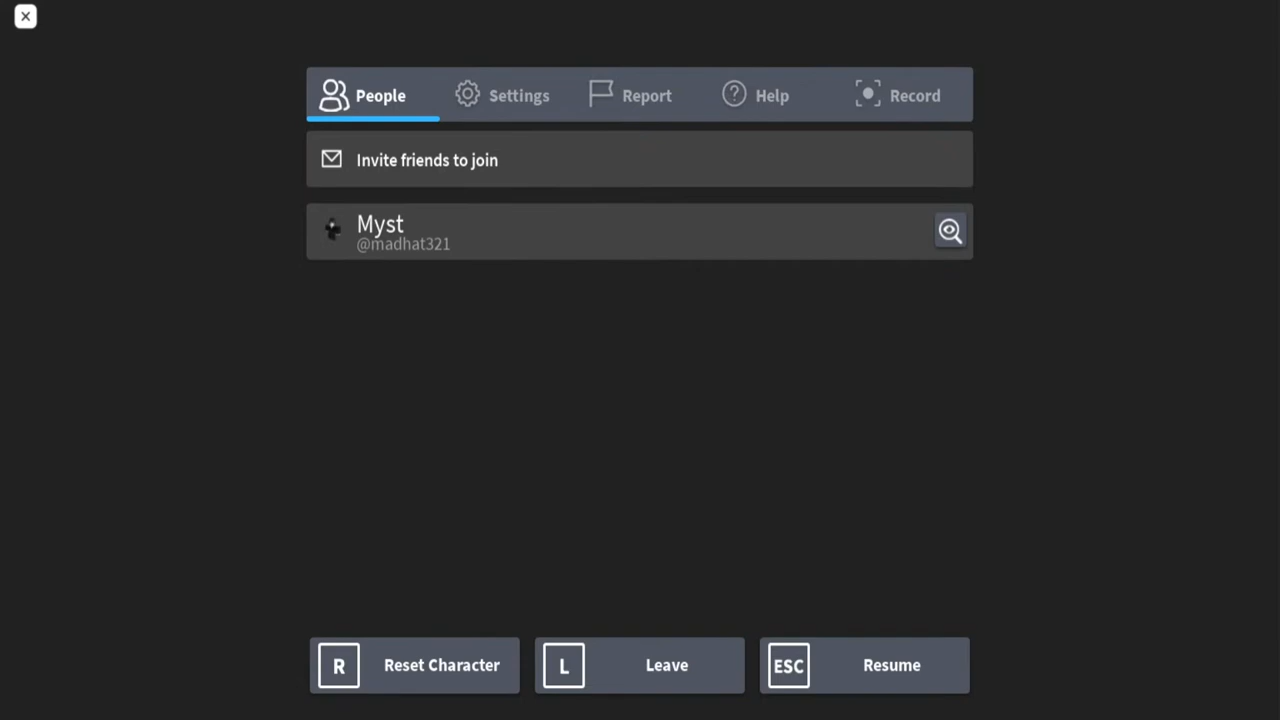 People
Settings
Report
Help
Record
Invite friends to join
Myst
@madhat321
R Reset Character
L Leave
ESC Resume